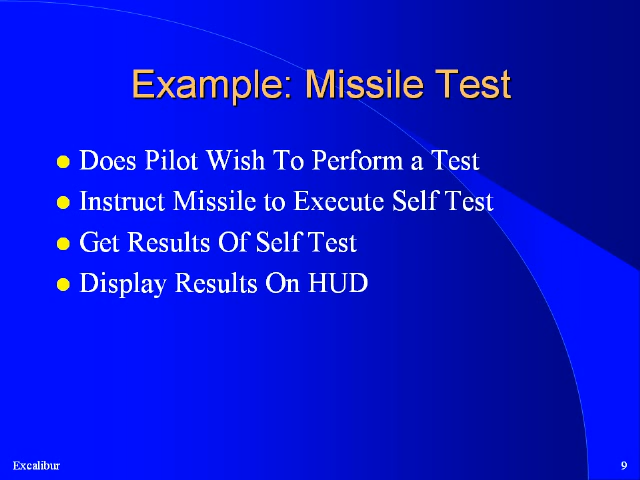 Example: Missile Test
Does Pilot Wish To Perform a Test
Instruct Missile to Execute Self Test
Get Results Of Self Test
Display Results On HUD
Excalibur
9